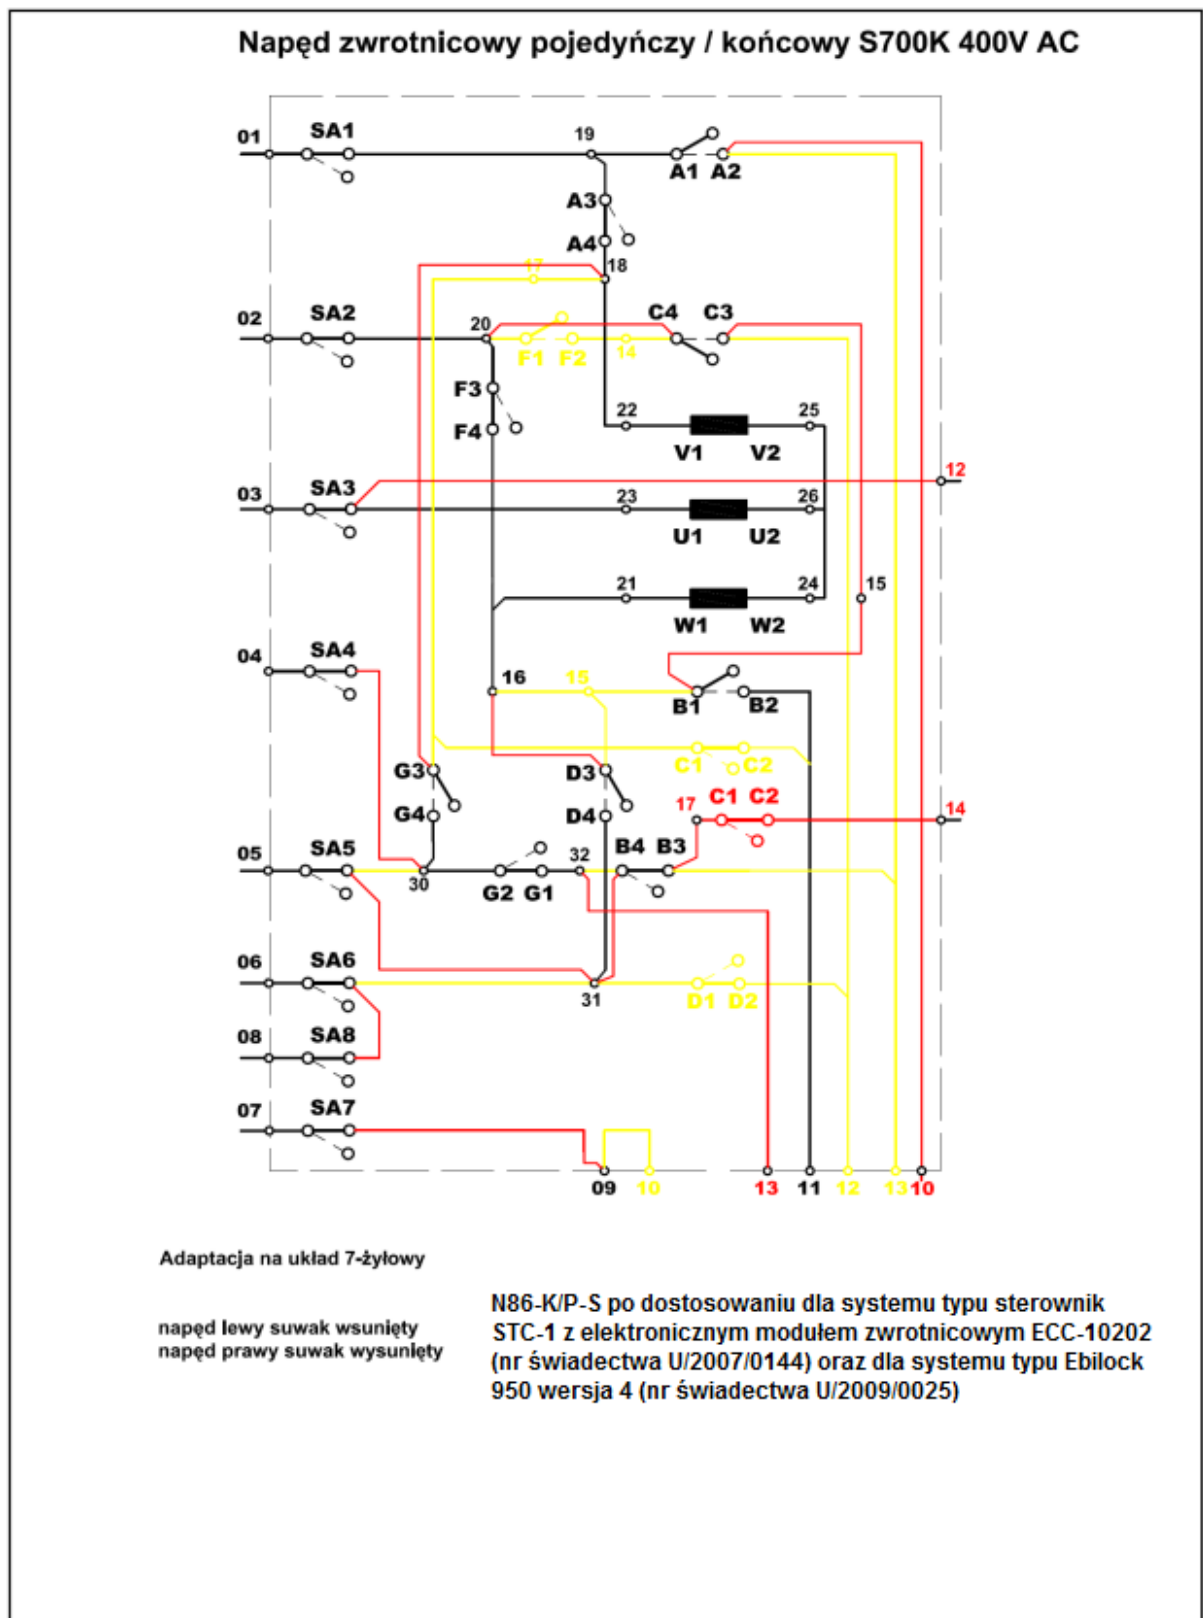 Napęd zwrotnicowy pojedyńczy / końcowy S700K 400V AC
01 SA1 19 A1 A2
A3
A4
17 18
02 SA2 20 F1 F2 14 C4 C3
F3
F4
22 V1 V2 25
12
03 SA3 23 U1 U2 26
21 W1 W2 24 15
04 SA4
16 15 B1 B2
C1 C2
G3 D3
G4 D4
17 C1 C2 14
05 SA5 30 G2 G1 32 B4 B3
06 SA6 31 D1 D2
08 SA8
07 SA7
09 10 13 11 12 13 10
Adaptacja na układ 7-żyłowy
napęd lewy suwak wsunięty
napęd prawy suwak wysunięty
N86-K/P-S po dostosowaniu dla systemu typu sterownik
STC-1 z elektronicznym modułem zwrotnicowym ECC-10202
(nr świadectwa U/2007/0144) oraz dla systemu typu Ebilock
950 wersja 4 (nr świadectwa U/2009/0025)